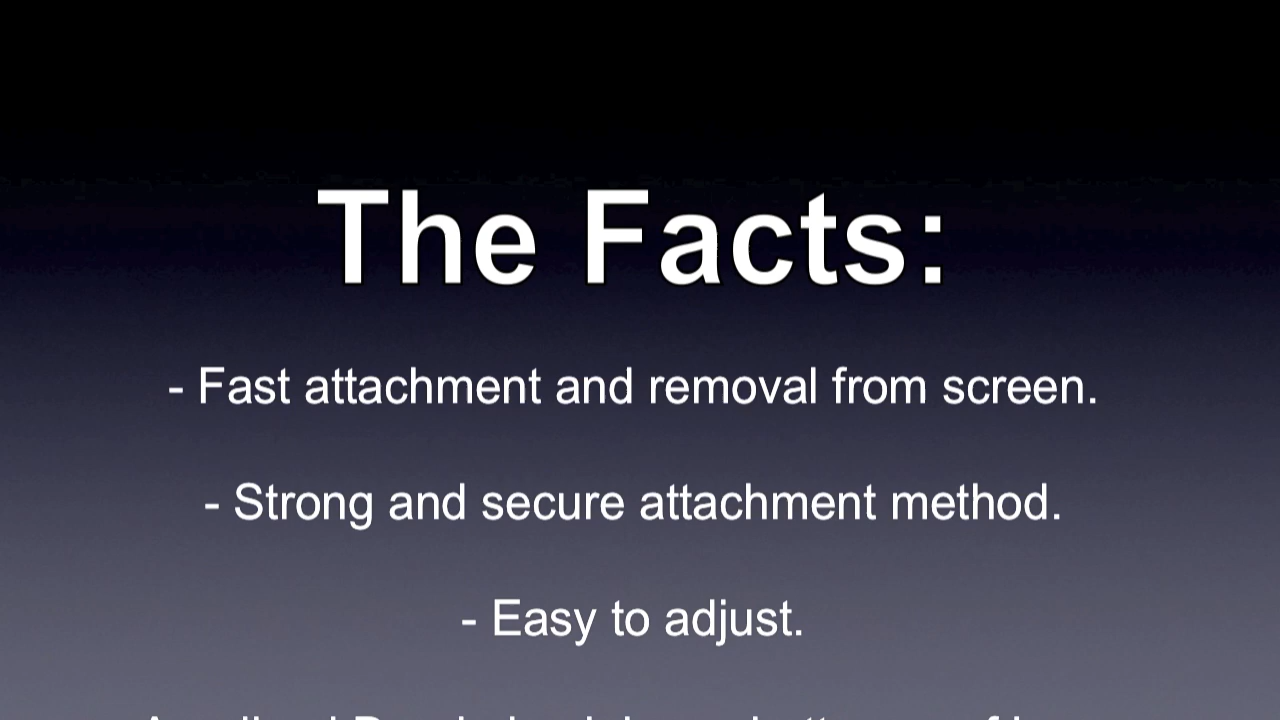 The Facts:
- Fast attachment and removal from screen.
- Strong and secure attachment method.
- Easy to adjust.